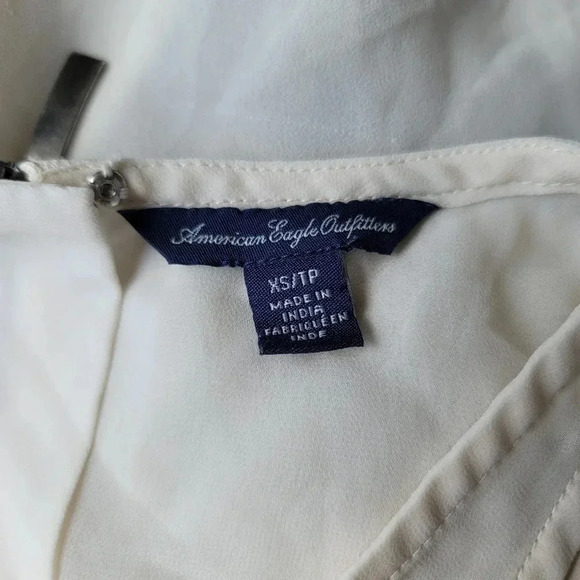 American Eagle Outfitters
XS/TP
MADE IN
INDIA
FABRIQUÉ EN
INDE